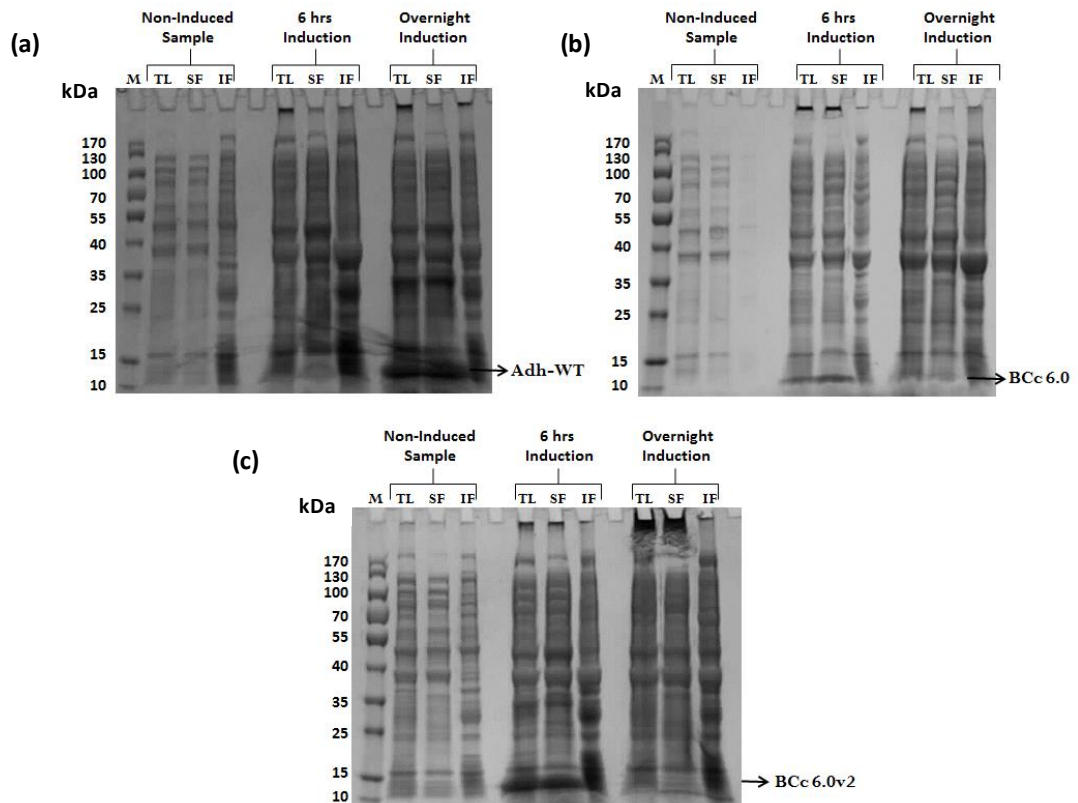 (a)
Non-Induced
Sample
6 hrs
Induction
Overnight
Induction
kDa
M TL SF IF TL SF IF TL SF IF
170
130
100
70
55
40
35
25
15
10
Adh-WT
(b)
Non-Induced
Sample
6 hrs
Induction
Overnight
Induction
kDa
M TL SF IF TL SF IF TL SF IF
170
130
100
70
55
40
35
25
15
10
BCc 6.0
(c)
Non-Induced
Sample
6 hrs
Induction
Overnight
Induction
kDa
M TL SF IF TL SF IF TL SF IF
170
130
100
70
55
40
35
25
15
10
BCc 6.0v2